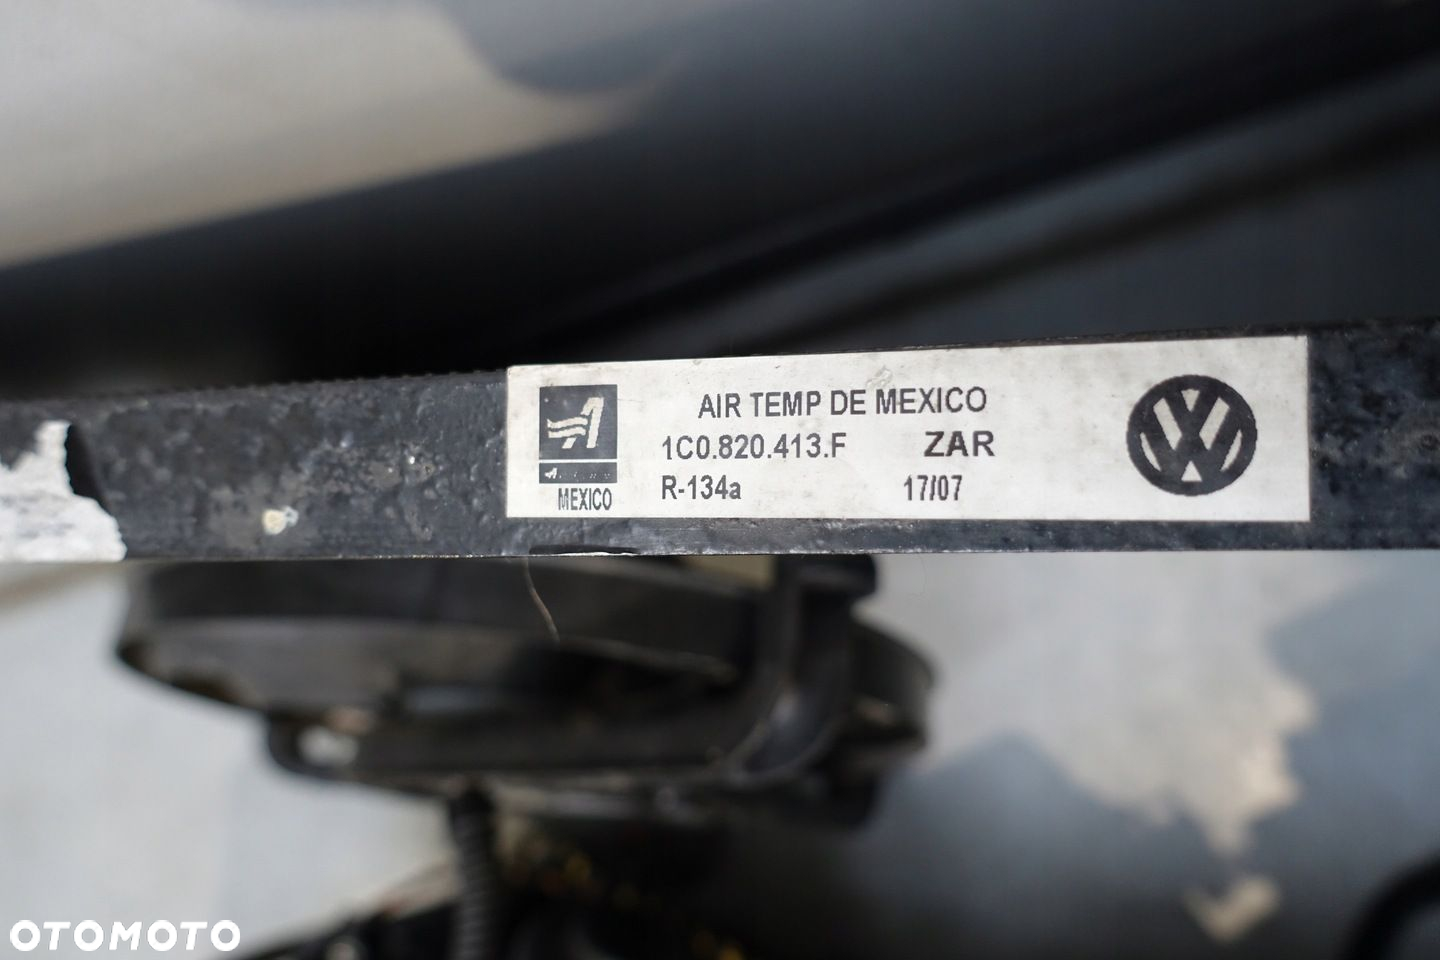 AIR TEMP DE MEXICO
1C0.820.413.F ZAR
R-134a 17/07
MEXICO
OTOMOTO